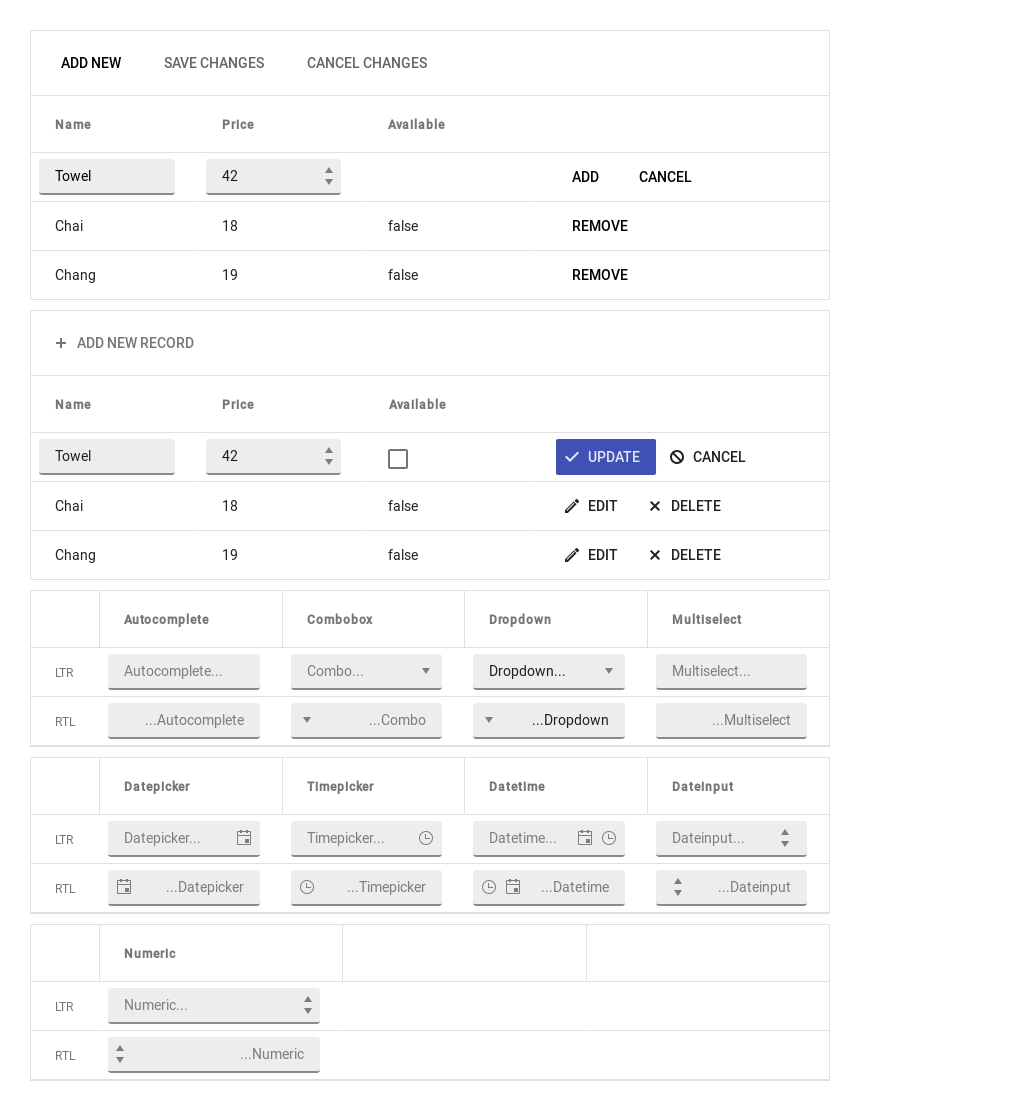 ADD NEW SAVE CHANGES CANCEL CHANGES
Name Price Available
Towel 42 ADD CANCEL
Chai 18 false REMOVE
Chang 19 false REMOVE
ADD NEW RECORD
Name Price Available
Towel 42 UPDATE CANCEL
Chai 18 false EDIT DELETE
Chang 19 false EDIT DELETE
Autocomplete Combobox Dropdown Multiselect
LTR Autocomplete... Combo... Dropdown... Multiselect...
RTL ...Autocomplete ...Combo ...Dropdown ...Multiselect
Datepicker Timepicker Datetime Dateinput
LTR Datepicker... Timepicker... Datetime... Dateinput...
RTL ...Datepicker ...Timepicker ...Datetime ...Dateinput
Numeric
LTR Numeric...
RTL ...Numeric